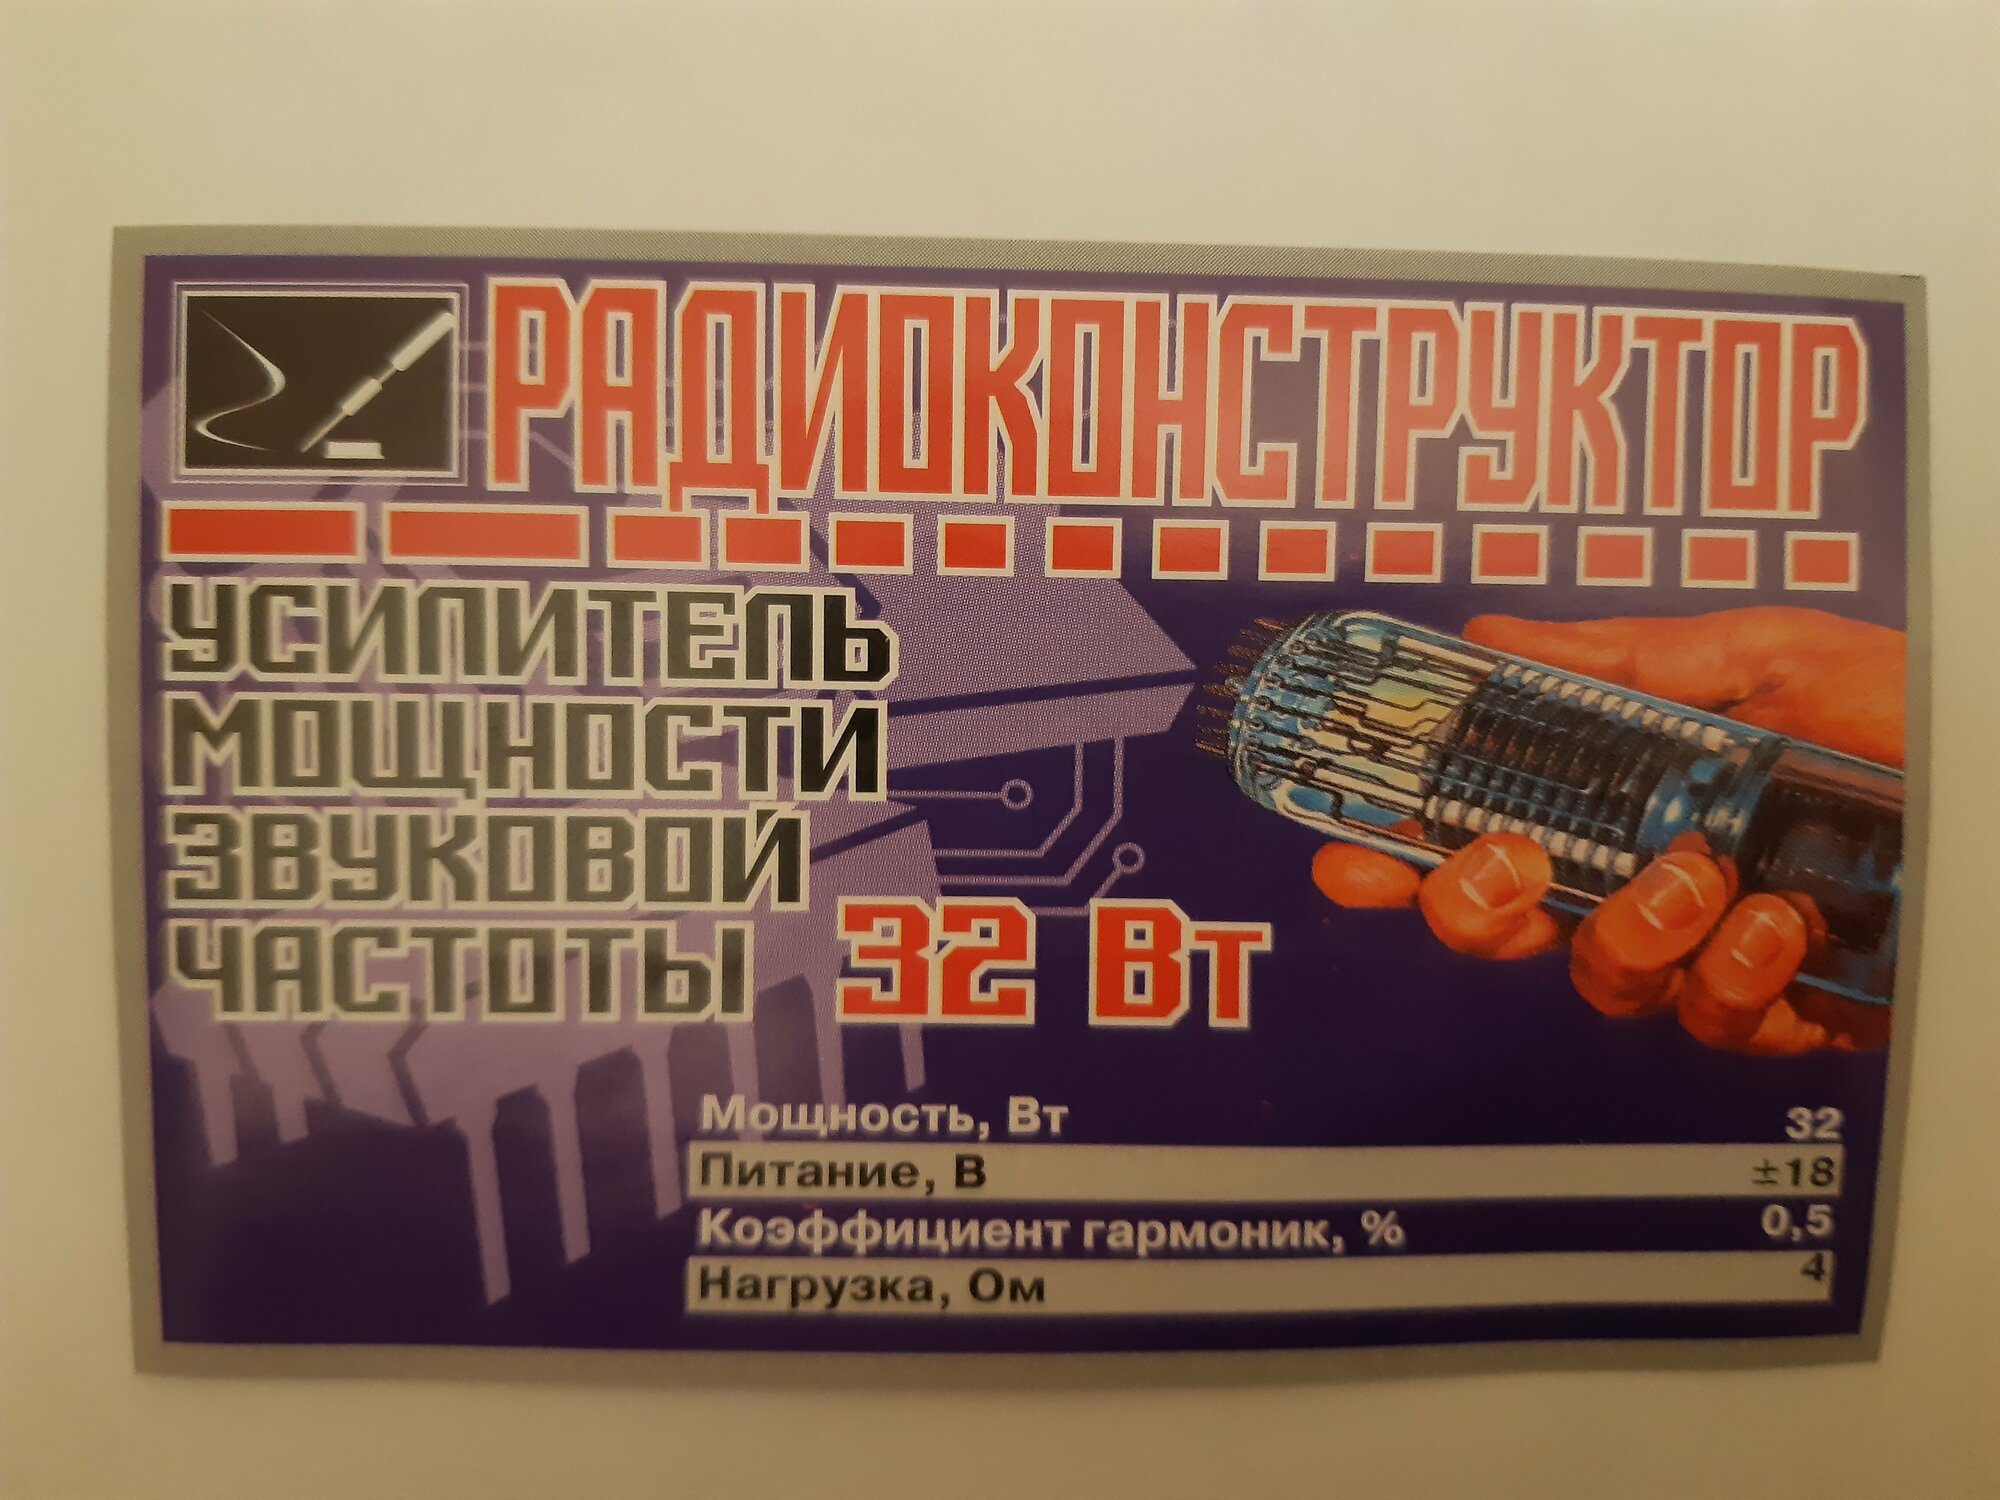 РАДИОКОНСТРУКТОР
УСИЛИТЕЛЬ
МОЩНОСТИ
ЗВУКОВОЙ
ЧАСТОТЫ 32 Вт
Мощность, Вт 32
Питание, В ±18
Коэффициент гармоник, % 0,5
Нагрузка, Ом 4